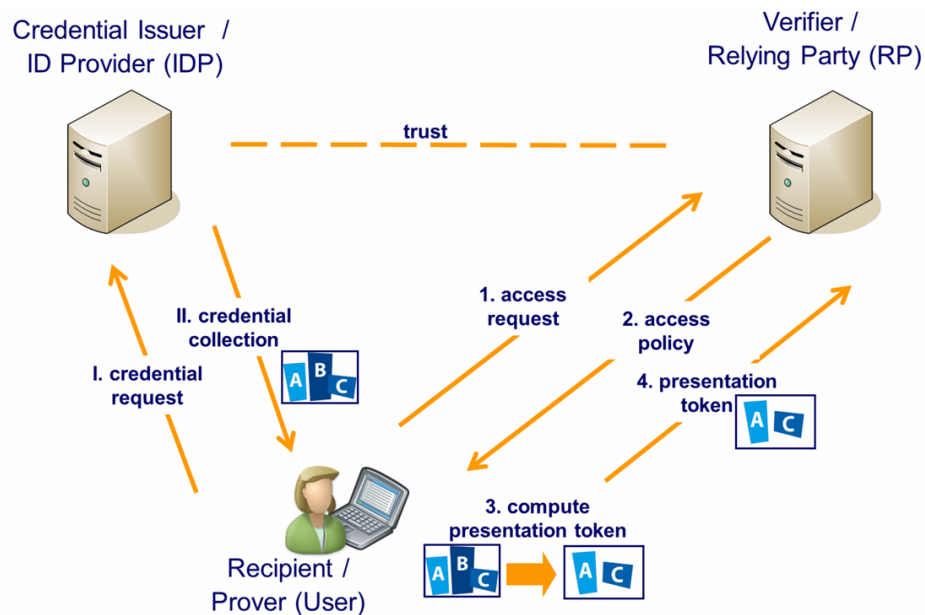 Credential Issuer /
ID Provider (IDP)
Verifier /
Relying Party (RP)
trust
1. access
request
II. credential
collection
A B C
2. access
policy
I. credential
request
4. presentation
token
A C
3. compute
presentation token
A B C
A C
Recipient /
Prover (User)